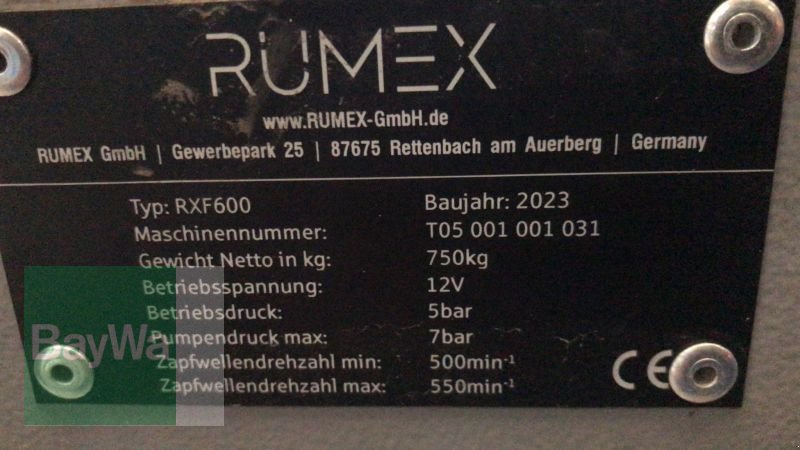 RUMEX
www.RUMEX-GmbH.de
RUMEX GmbH | Gewerbepark 25 | 87675 Rettenbach am Auerberg | Germany
Typ: RXF600 Baujahr: 2023
Maschinennummer: T05 001 001 031
Gewicht Netto in kg: 750kg
Betriebsspannung: 12V
Betriebsdruck: 5bar
Pumpendruck max: 7bar
Zapfwellendrehzahl min: 500min-1
Zapfwellendrehzahl max: 550min-1
CE
BayWa